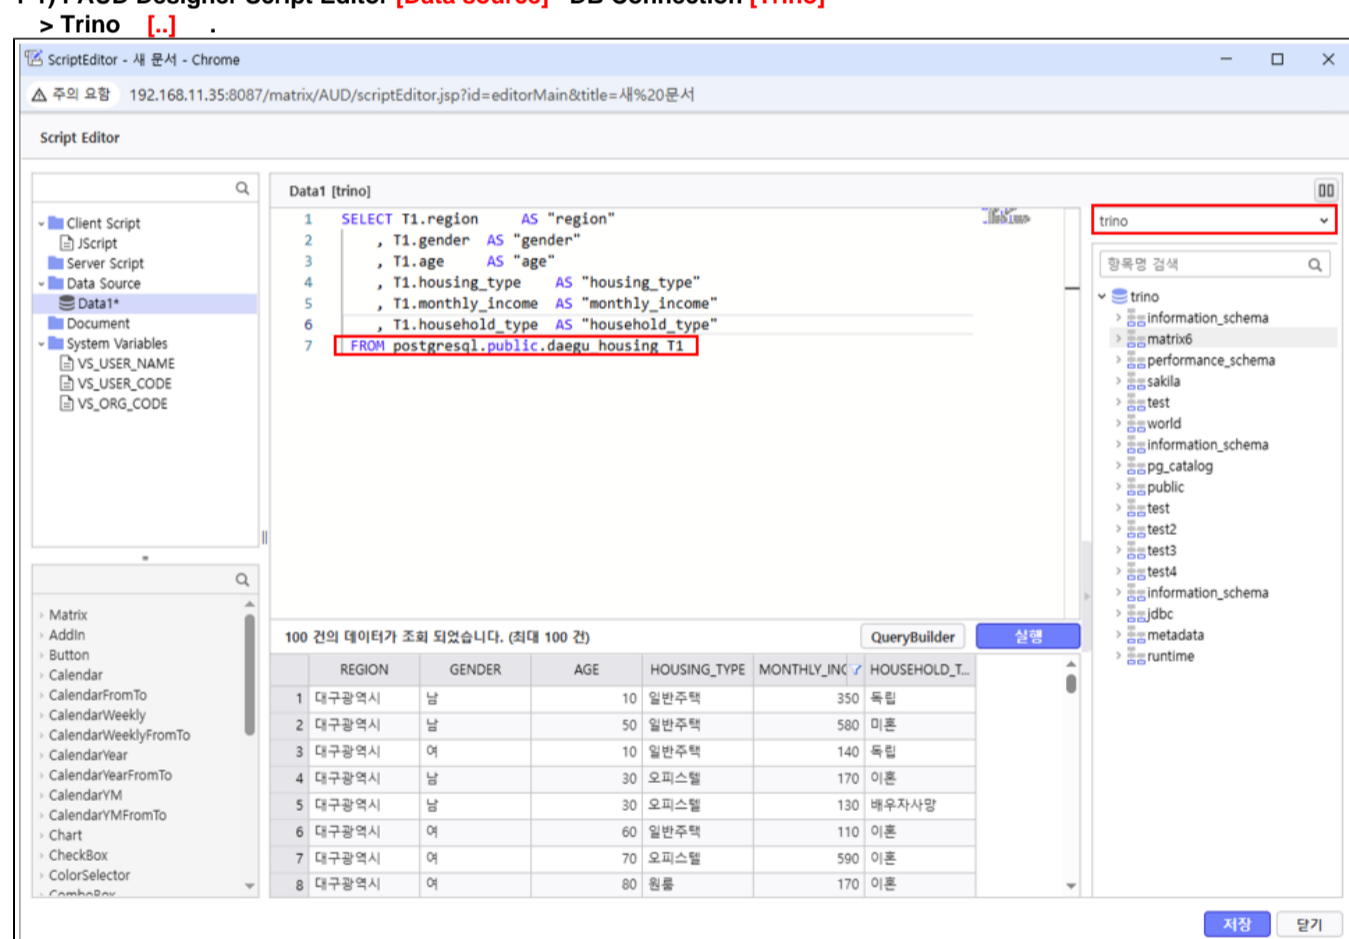 > Trino [..] .
ScriptEditor - 새 문서 - Chrome
주의 요함 192.168.11.35:8087/matrix/AUD/scriptEditor.jsp?id=editorMain&title=새%20문서
Script Editor
Client Script
JScript
Server Script
Data Source
Data1*
Document
System Variables
VS_USER_NAME
VS_USER_CODE
VS_ORG_CODE
Matrix
AddIn
Button
Calendar
CalendarFromTo
CalendarWeekly
CalendarWeeklyFromTo
CalendarYear
CalendarYearFromTo
CalendarYM
CalendarYMFromTo
Chart
CheckBox
ColorSelector
ComboBox
Data1 [trino]
1 SELECT T1.region AS "region"
2 , T1.gender AS "gender"
3 , T1.age AS "age"
4 , T1.housing_type AS "housing_type"
5 , T1.monthly_income AS "monthly_income"
6 , T1.household_type AS "household_type"
7 FROM postgresql.public.daegu_housing T1
100 건의 데이터가 조회 되었습니다. (최대 100 건)
QueryBuilder 실행
REGION GENDER AGE HOUSING_TYPE MONTHLY_INC HOUSEHOLD_T...
1 대구광역시 남 10 일반주택 350 독립
2 대구광역시 남 50 일반주택 580 미혼
3 대구광역시 여 10 일반주택 140 독립
4 대구광역시 남 30 오피스텔 170 이혼
5 대구광역시 남 30 오피스텔 130 배우자사망
6 대구광역시 여 60 일반주택 110 이혼
7 대구광역시 여 70 오피스텔 590 이혼
8 대구광역시 여 80 원룸 170 이혼
trino
항목명 검색
trino
information_schema
matrix6
performance_schema
sakila
test
world
information_schema
pg_catalog
public
test
test2
test3
test4
information_schema
jdbc
metadata
runtime
저장 닫기